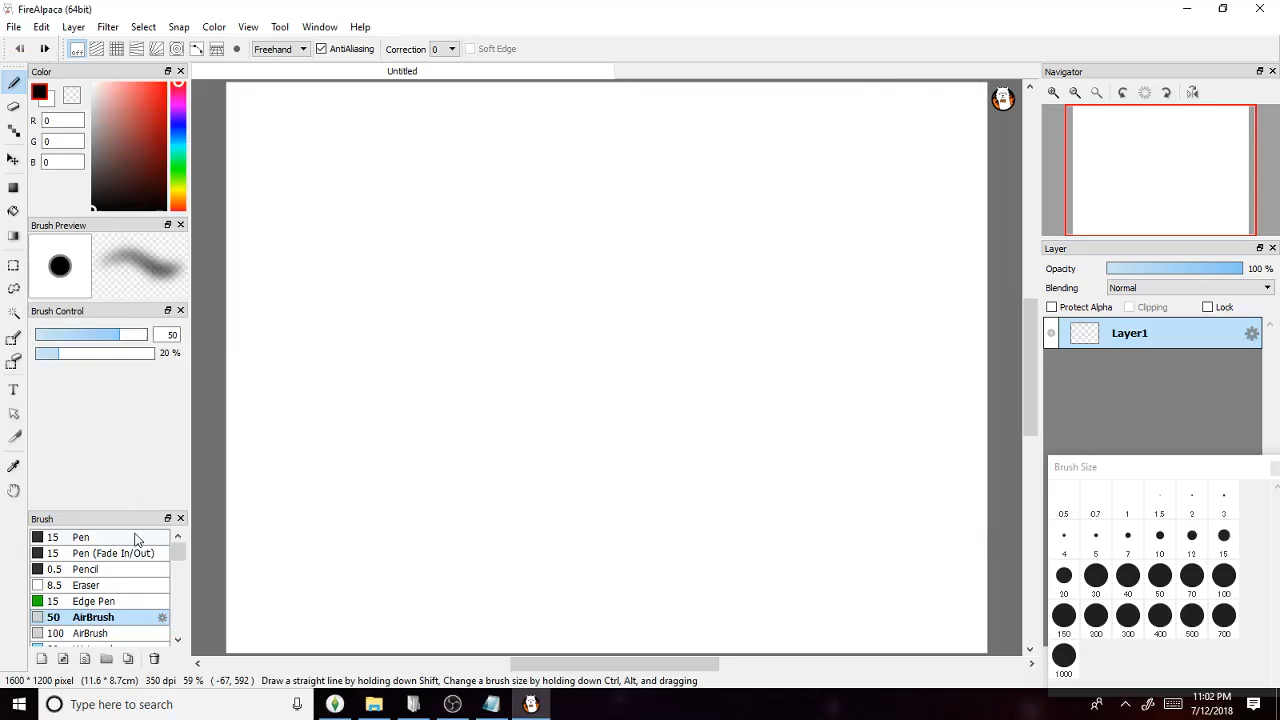 FireAlpaca (64bit)
File Edit Layer Filter Select Snap Color View Tool Window Help
off Freehand AntiAliasing Correction 0 Soft Edge
Color
Untitled
Navigator
R 0
G 0
B 0
Brush Preview
Layer
Opacity 100 %
Blending Normal
Protect Alpha Clipping Lock
Brush Control
50
20 %
Layer1
Brush Size
0.5 0.7 1 1.5 2 3
4 5 7 10 12 15
20 30 40 50 70 100
150 200 300 400 500 700
1000
Brush
15 Pen
15 Pen (Fade In/Out)
0.5 Pencil
8.5 Eraser
15 Edge Pen
50 AirBrush
100 AirBrush
1600 * 1200 pixel (11.6 * 8.7cm) 350 dpi 59 % ( -67, 592) Draw a straight line by holding down Shift, Change a brush size by holding down Ctrl, Alt, and dragging
Type here to search
11:02 PM
7/12/2018